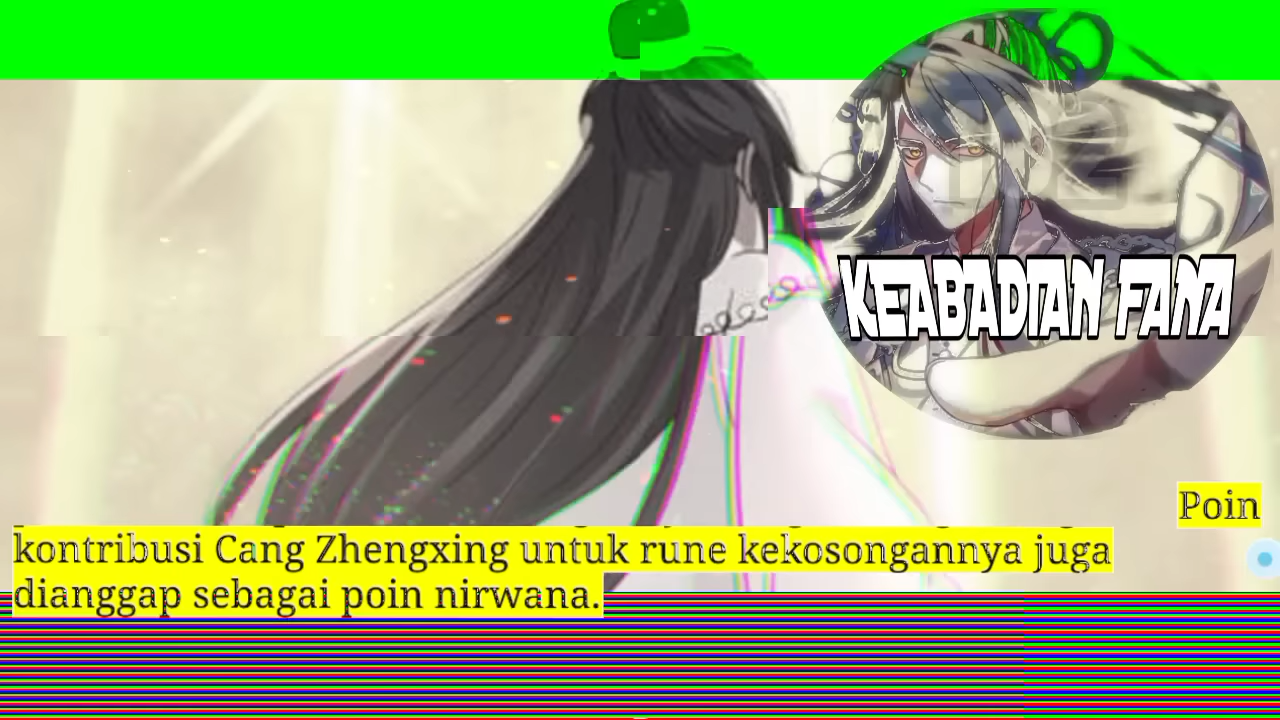 KEABADIAN FANA
Poin
kontribusi Cang Zhengxing untuk rune kekosongannya juga
dianggap sebagai poin nirwana.